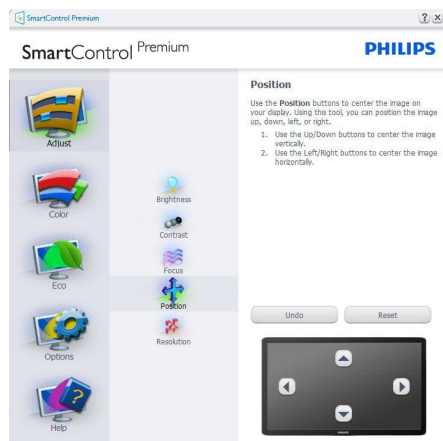 SmartControl Premium
? x
SmartControl Premium
PHILIPS
Adjust
Color
Eco
Options
Help
Brightness
Contrast
Focus
Position
Resolution
Position
Use the Position buttons to center the image on
your display. Using this tool, you can position the image
up, down, left, or right.
1. Use the Up/Down buttons to center the image
vertically.
2. Use the Left/Right buttons to center the image
horizontally.
Undo
Reset
PHILIPS